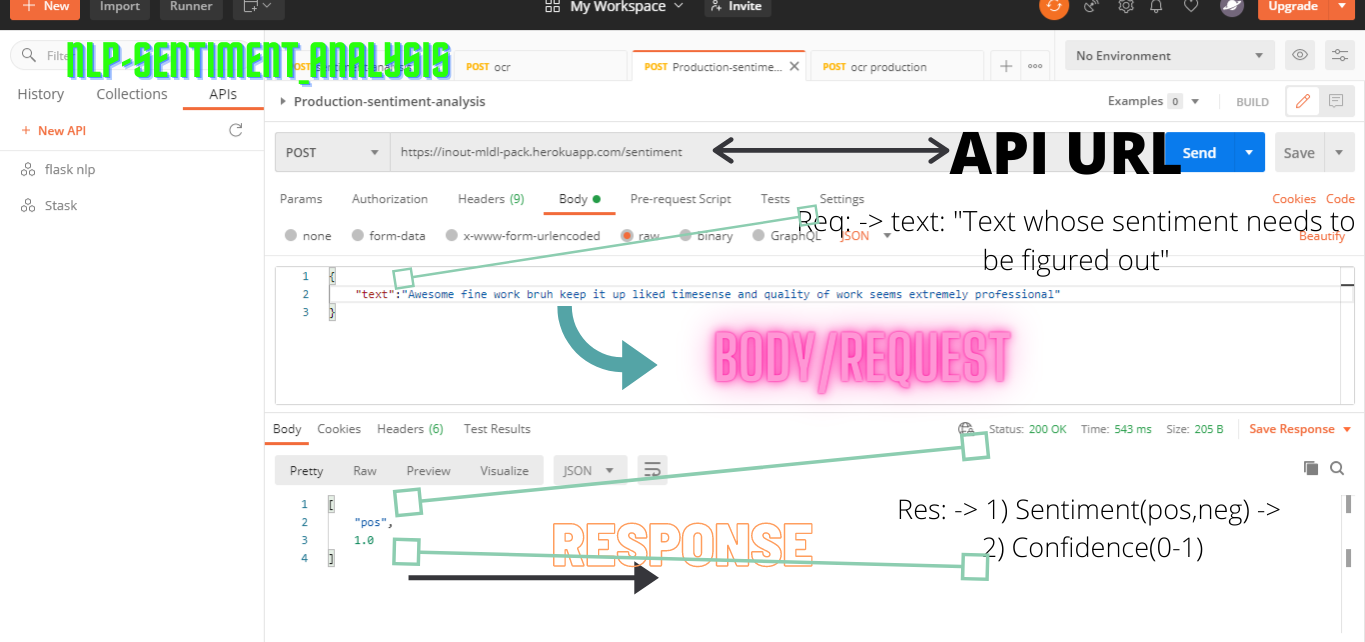 New Import Runner My Workspace Invite Upgrade
NLP-SENTIMENT_ANALYSIS
POST ocr POST Production-sentime... POST ocr production No Environment
History Collections APIs
Production-sentiment-analysis Examples 0 BUILD
+ New API
POST https://inout-mldl-pack.herokuapp.com/sentiment API URL Send Save
flask nlp
Stask
Params Authorization Headers (9) Body Pre-request Script Tests Settings Cookies Code
Req: -> text: "Text whose sentiment needs to
be figured out"
none form-data x-www-form-urlencoded raw binary GraphQL JSON Beautify
1 {
2 "text":"Awesome fine work bruh keep it up liked timesense and quality of work seems extremely professional"
3 }
BODY/REQUEST
Body Cookies Headers (6) Test Results Status: 200 OK Time: 543 ms Size: 205 B Save Response
Pretty Raw Preview Visualize JSON
1 [
2 "pos",
3 1.0
4 ]
RESPONSE
Res: -> 1) Sentiment(pos,neg) ->
2) Confidence(0-1)